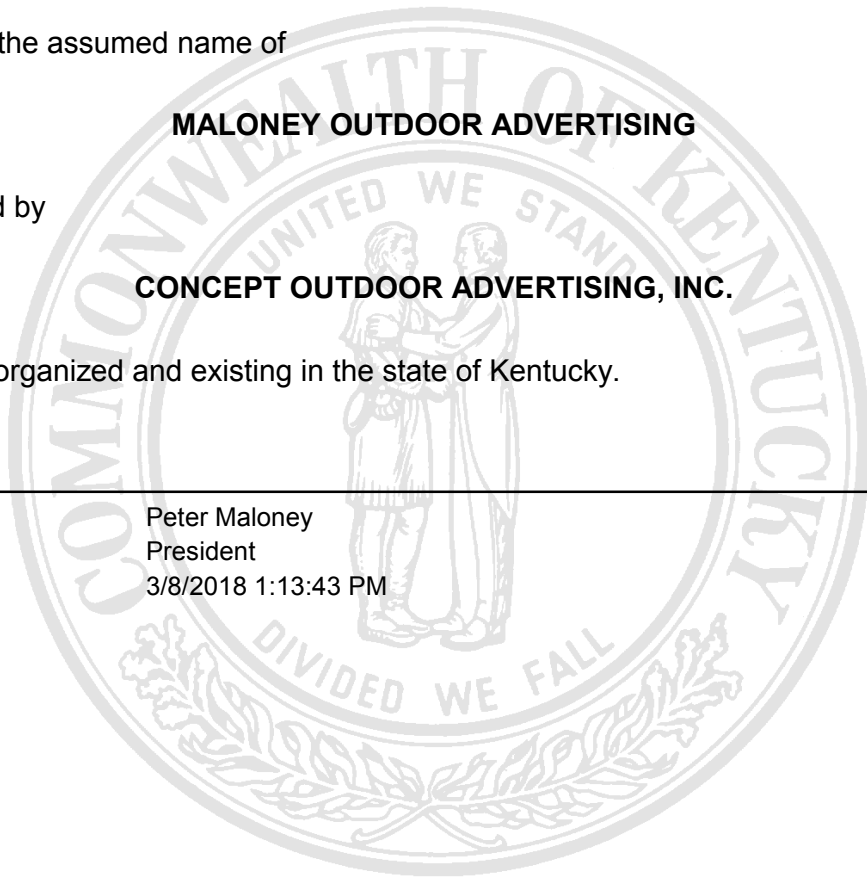 the assumed name of
MALONEY OUTDOOR ADVERTISING
d by
CONCEPT OUTDOOR ADVERTISING, INC.
organized and existing in the state of Kentucky.
Peter Maloney
President
3/8/2018 1:13:43 PM
COMMONWEALTH OF KENTUCKY
UNITED WE STAND
DIVIDED WE FALL